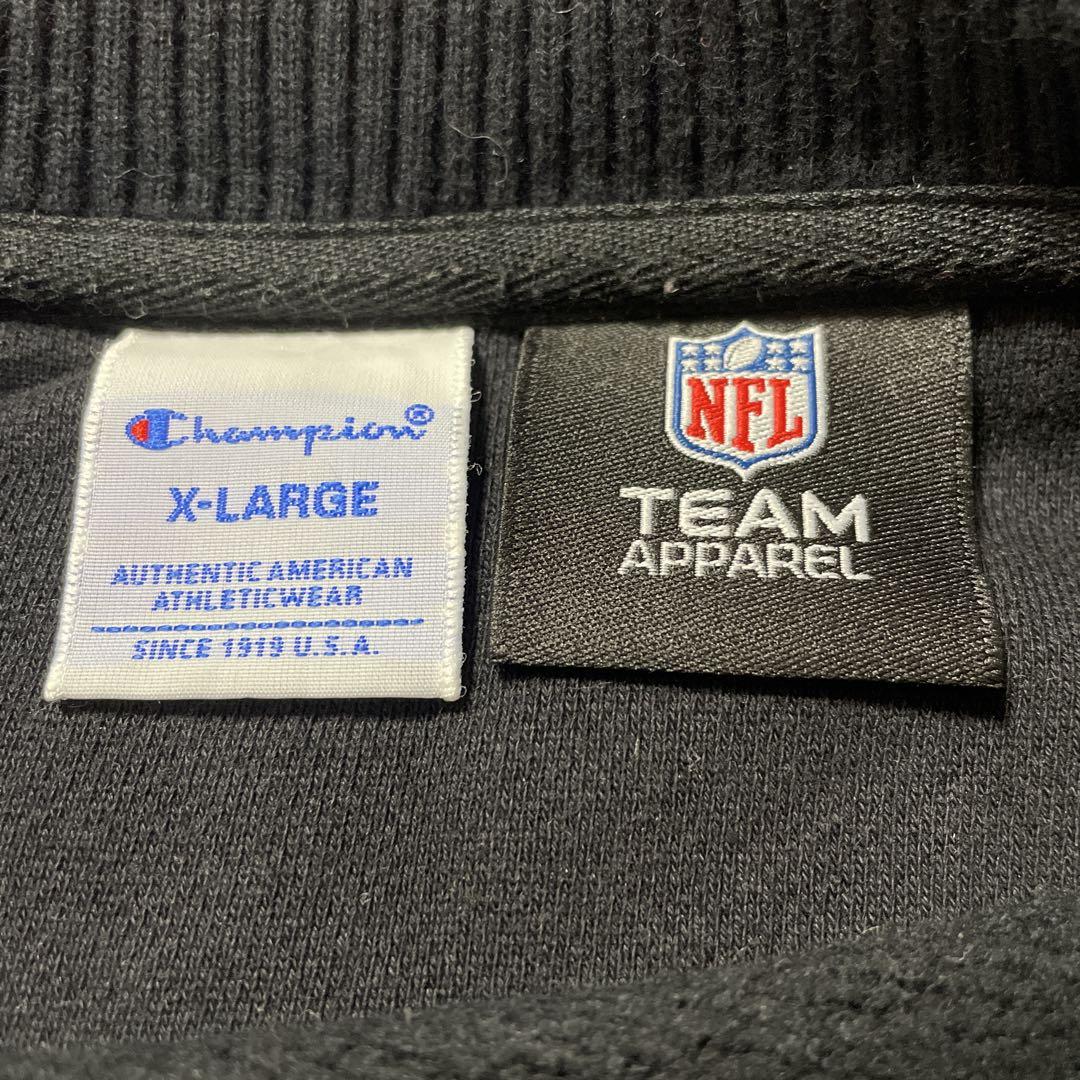 Champion®
X-LARGE
AUTHENTIC AMERICAN
ATHLETICWEAR
SINCE 1919 U.S.A.
NFL
TEAM
APPAREL